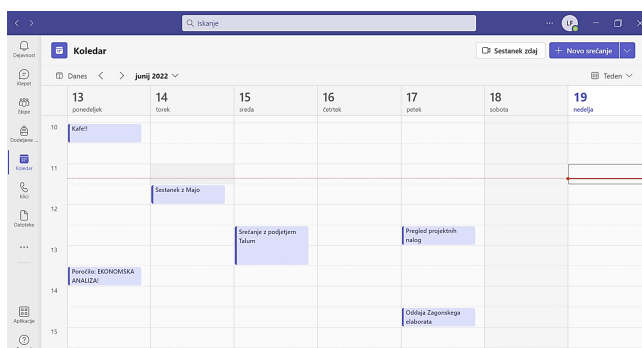 Iskanje
LF
Dejavnost
Klepet
Ekipe
Dodeljene ...
Koledar
Klici
Datoteke
Aplikacije
Koledar
Sestanek zdaj
Novo srečanje
Danes
junij 2022
Teden
13
ponedeljek
14
torek
15
sreda
16
četrtek
17
petek
18
sobota
19
nedelja
10
Kafe!!
11
Sestanek z Majo
12
Srečanje z podjetjem
Talum
Pregled projektnih
nalog
13
Poročilo: EKONOMSKA
ANALIZA!
14
Oddaja Zagonskega
elaborata
15